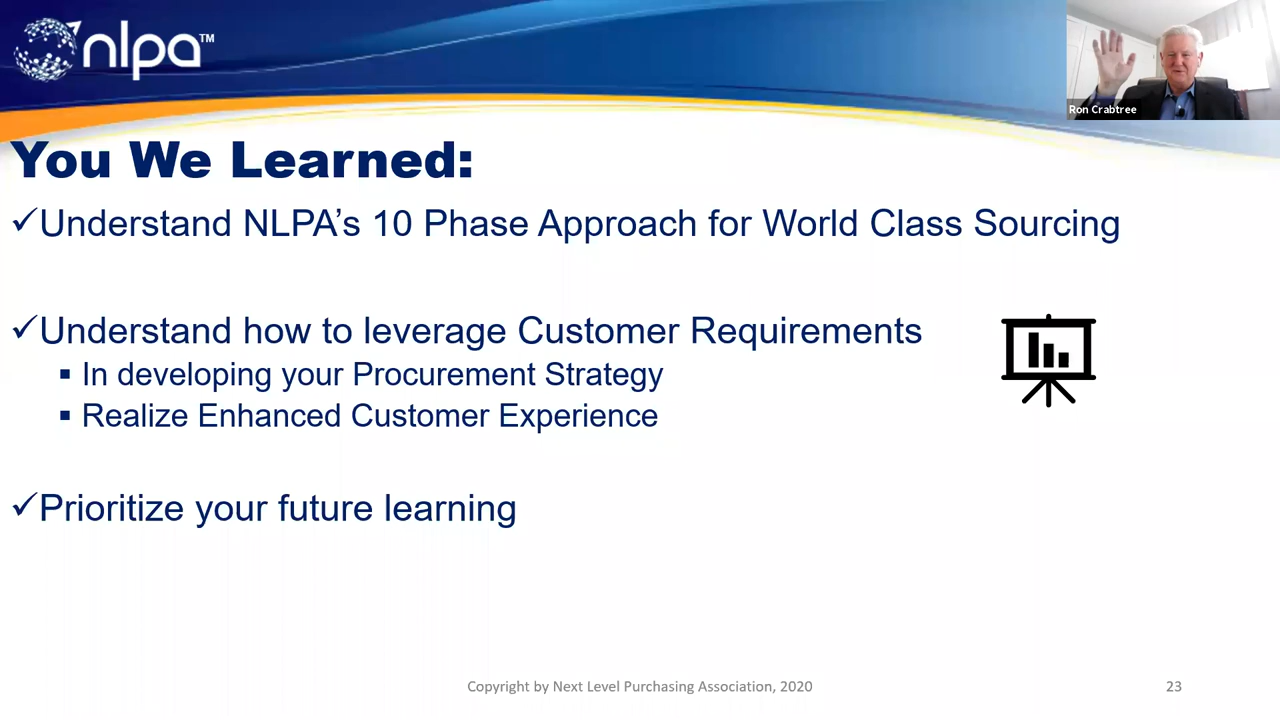 nlpa™
Ron Crabtree
You We Learned:
✓Understand NLPA’s 10 Phase Approach for World Class Sourcing
✓Understand how to leverage Customer Requirements
▪ In developing your Procurement Strategy
▪ Realize Enhanced Customer Experience
✓Prioritize your future learning
Copyright by Next Level Purchasing Association, 2020
23